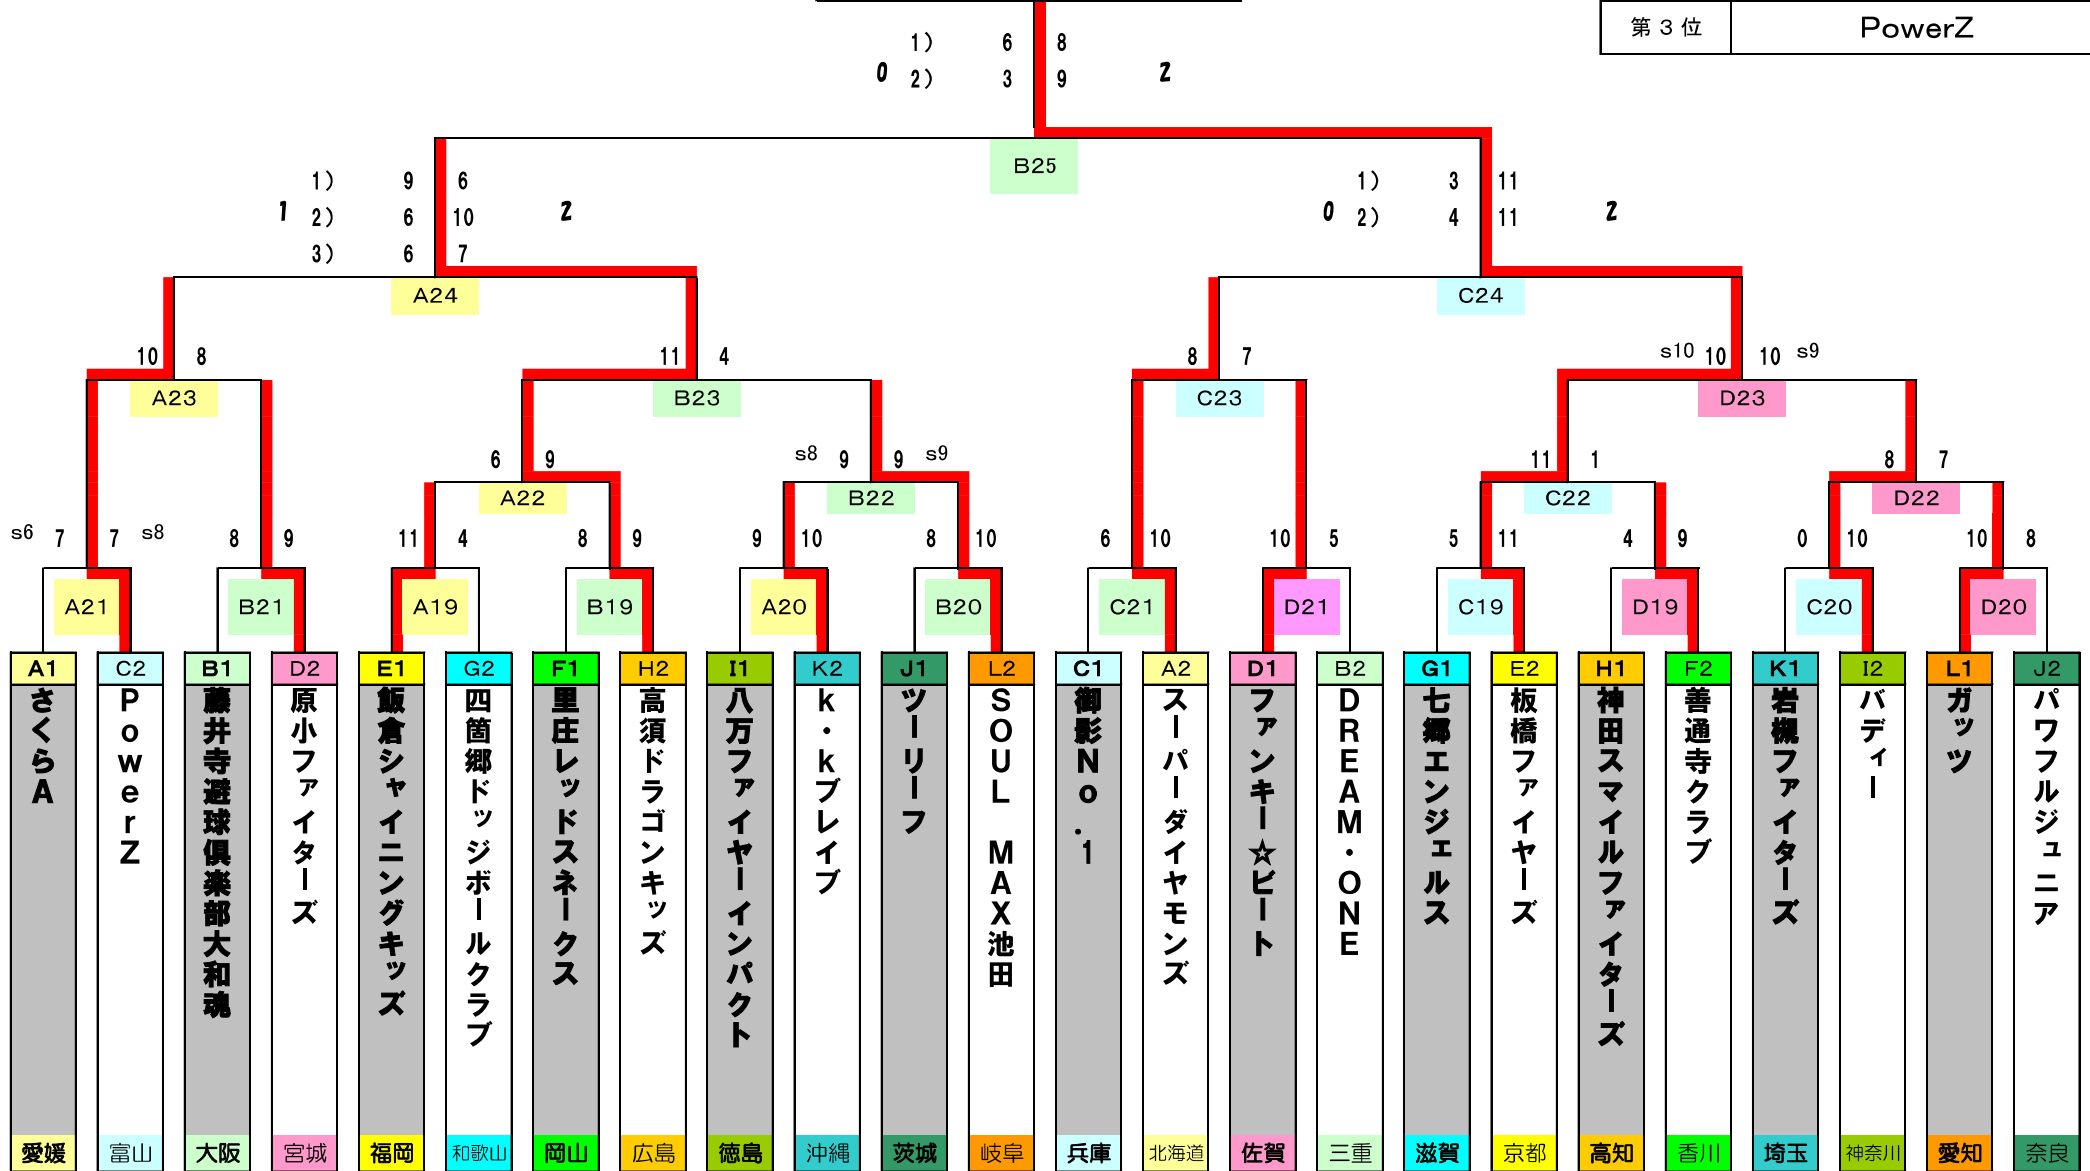 第3位 PowerZ
1) 6 8
0 2) 3 9 2
B25
1) 9 6 1) 3 11
1 2) 6 10 2 0 2) 4 11 2
3) 6 7
A24 C24
10 8 11 4 8 7 s10 10 10 s9
A23 B23 C23 D23
6 9 s8 9 9 s9 11 1 8 7
A22 B22 C22 D22
s6 7 7 s8 8 9 11 4 8 9 9 10 8 10 6 10 10 5 5 11 4 9 0 10 10 8
A21 B21 A19 B19 A20 B20 C21 D21 C19 D19 C20 D20
A1 C2 B1 D2 E1 G2 F1 H2 I1 K2 J1 L2 C1 A2 D1 B2 G1 E2 H1 F2 K1 I2 L1 J2
さくらA
PowerZ
藤井寺避球倶楽部大和魂
原小ファイターズ
飯倉シャイニングキッズ
四箇郷ドッジボールクラブ
里庄レッドスネークス
高須ドラゴンキッズ
八万ファイヤーインパクト
k・kブレイブ
ツーリーフ
SOUL MAX池田
御影No.1
スーパーダイヤモンズ
ファンキー☆ビート
DREAM・ONE
七郷エンジェルス
板橋ファイヤーズ
神田スマイルファイターズ
善通寺クラブ
岩槻ファイターズ
バディー
ガッツ
パワフルジュニア
愛媛 富山 大阪 宮城 福岡 和歌山 岡山 広島 徳島 沖縄 茨城 岐阜 兵庫 北海道 佐賀 三重 滋賀 京都 高知 香川 埼玉 神奈川 愛知 奈良